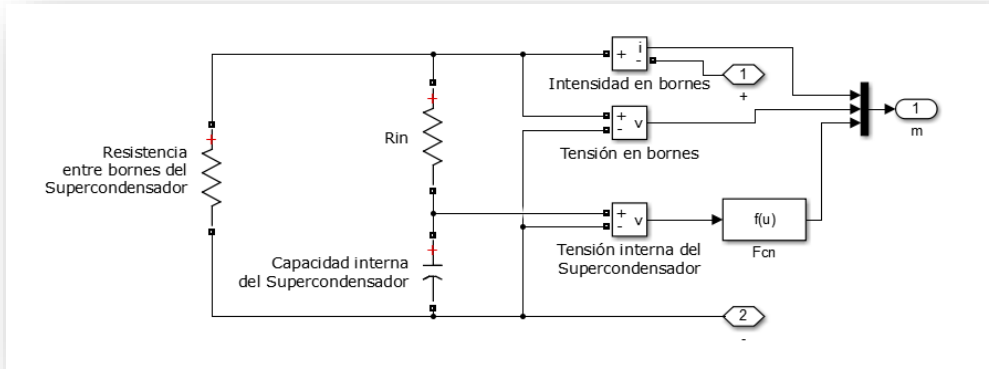 + i -
Intensidad en bornes
1
+
+ - v
Tensión en bornes
1
m
Rin
Resistencia
entre bornes del
Supercondensador
+ - v
Tensión interna del
Supercondensador
f(u)
Fcn
Capacidad interna
del Supercondensador
2
-